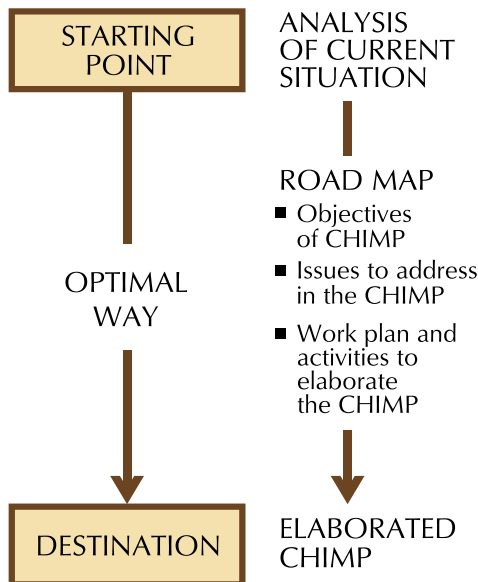 STARTING
POINT
OPTIMAL
WAY
DESTINATION
ANALYSIS
OF CURRENT
SITUATION
ROAD MAP
■ Objectives
of CHIMP
■ Issues to address
in the CHIMP
■ Work plan and
activities to
elaborate
the CHIMP
ELABORATED
CHIMP